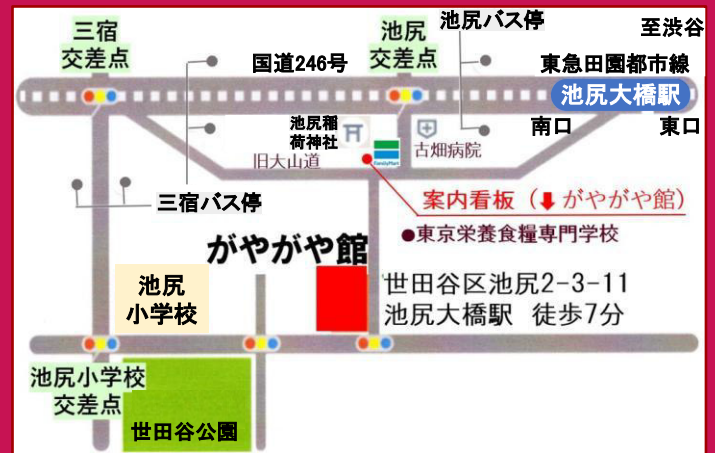 三宿
交差点
国道246号
池尻
交差点
池尻バス停
至渋谷
東急田園都市線
池尻大橋駅
南口
東口
池尻稲
荷神社
古畑病院
FamilyMart
旧大山道
三宿バス停
案内看板（⬇がやがや館）
●東京栄養食糧専門学校
がやがや館
世田谷区池尻2-3-11
池尻大橋駅 徒歩7分
池尻
小学校
池尻小学校
交差点
世田谷公園